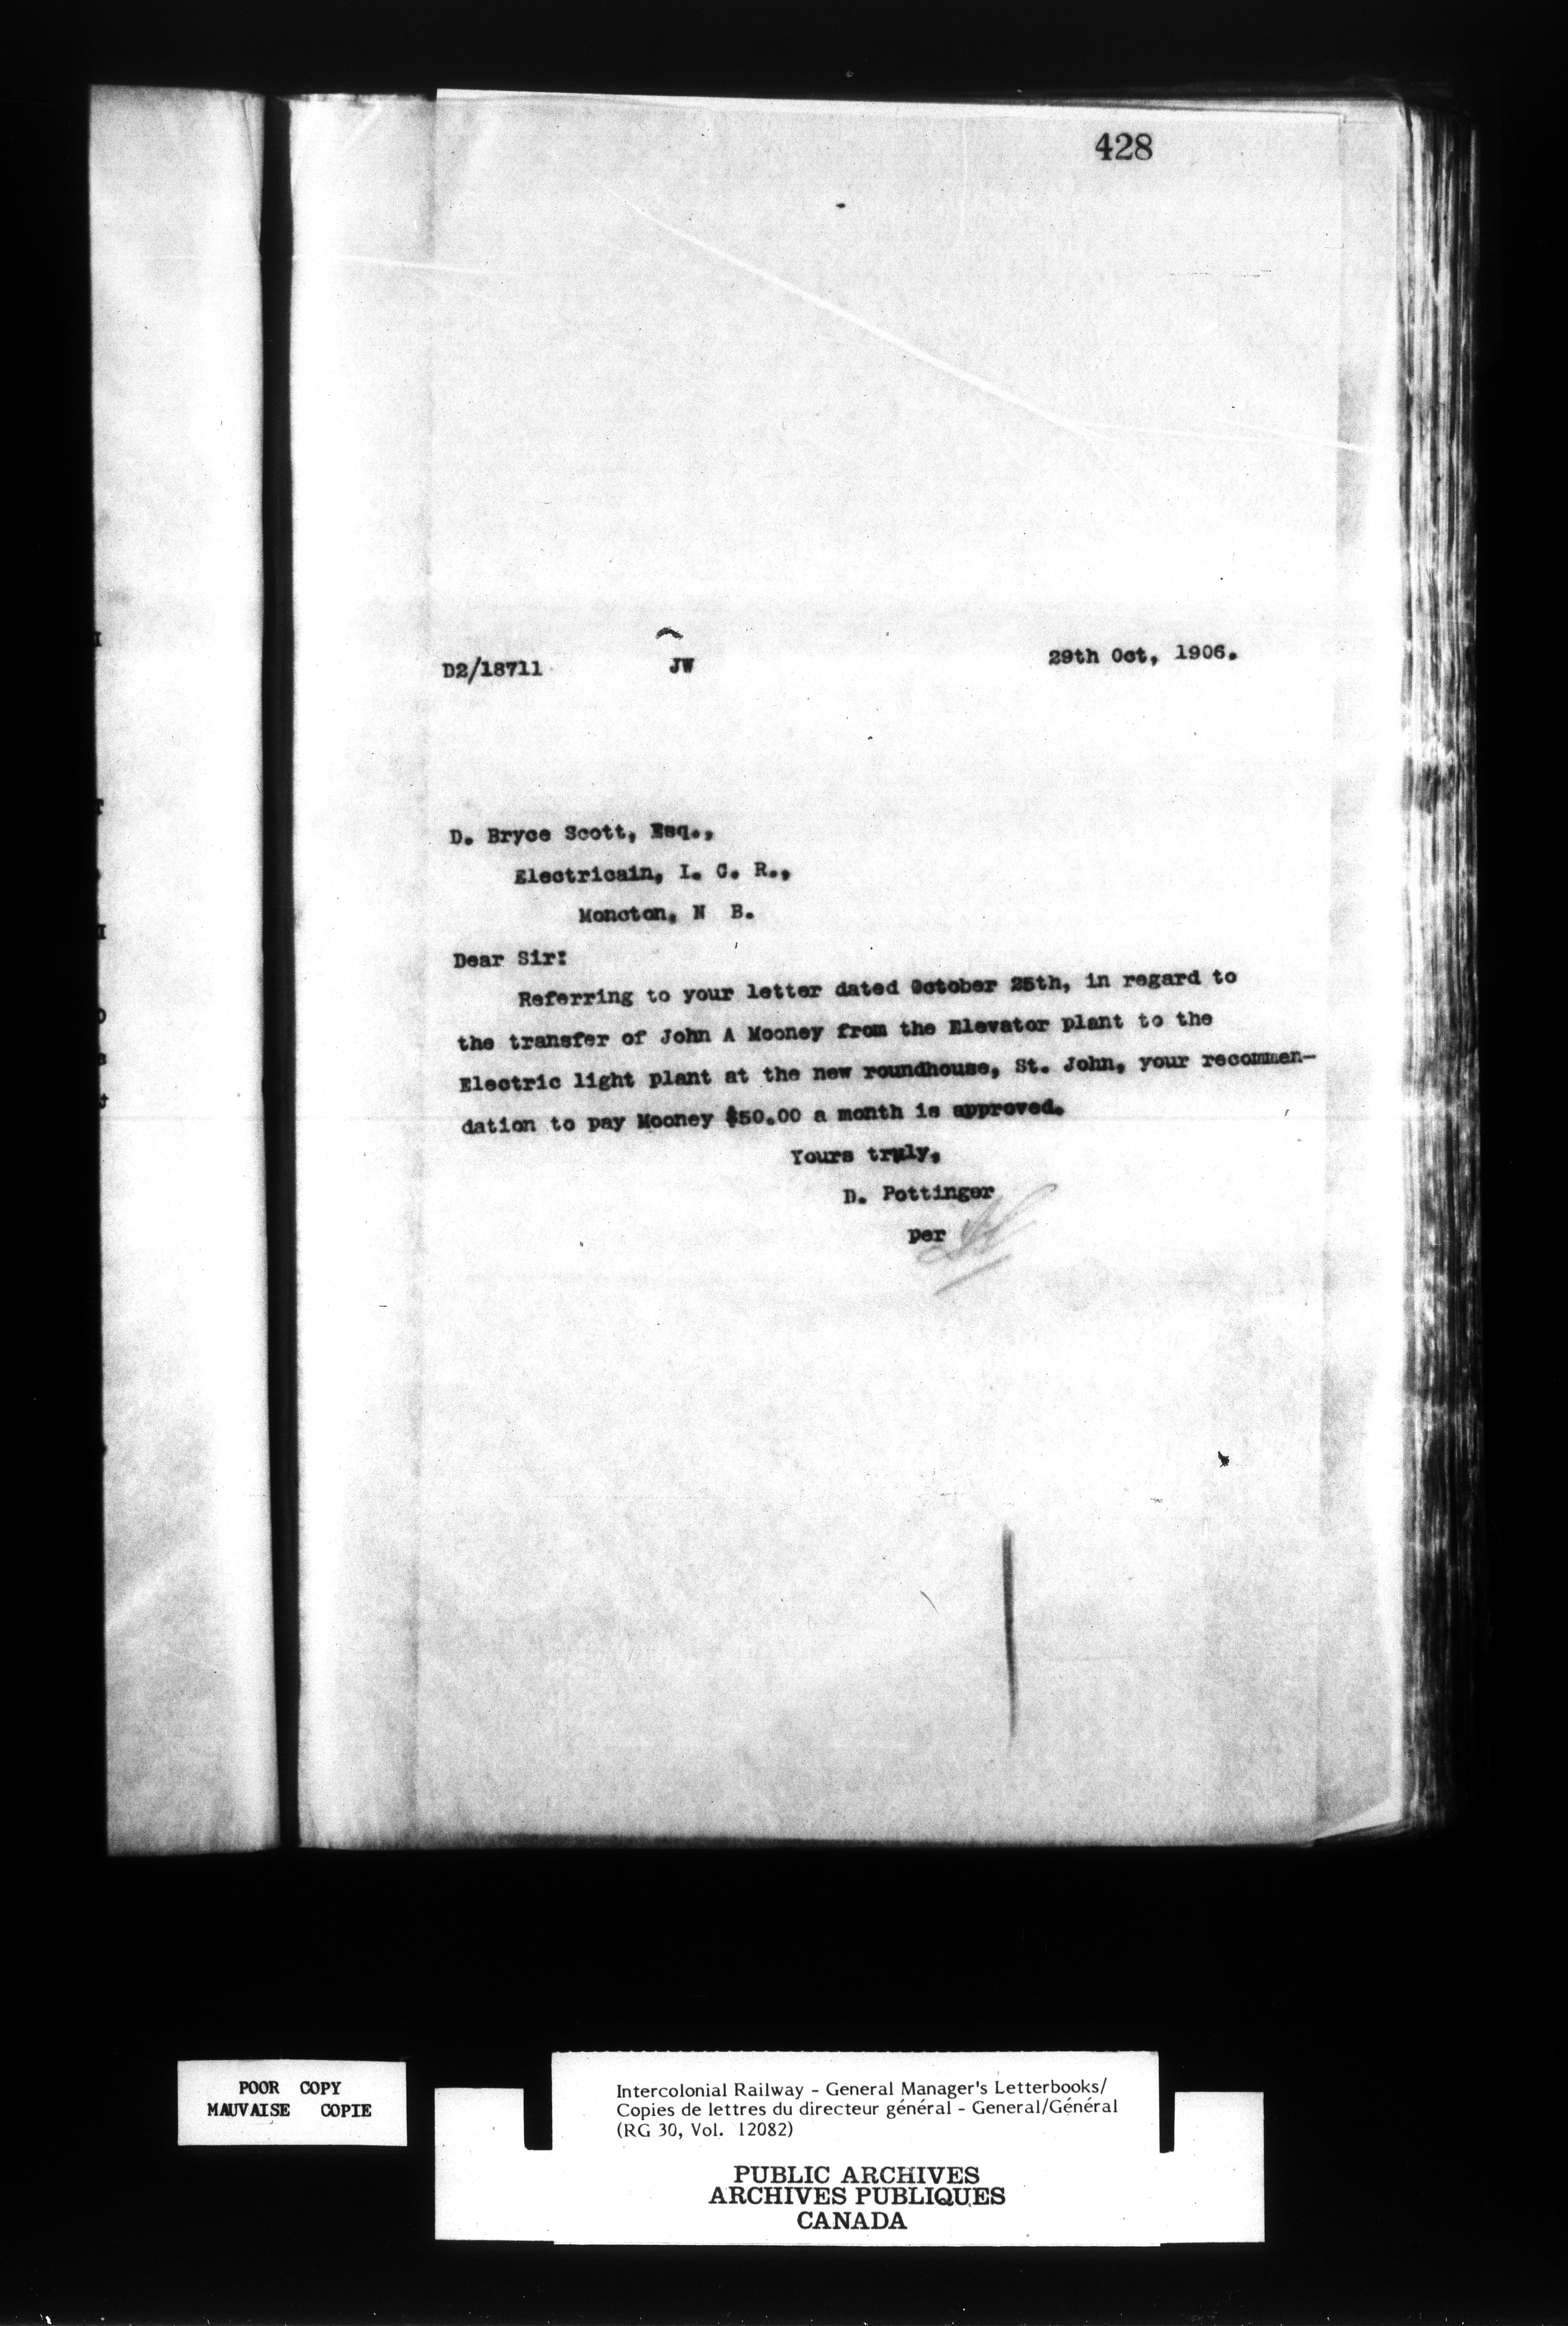 428
D2/18711 JW 29th Oct, 1906.
D. Bryce Scott, Esq.,
Electricain, I. C. R.,
Moncton, N B.
Dear Sir:
Referring to your letter dated October 25th, in regard to
the transfer of John A Mooney from the Elevator plant to the
Electric light plant at the new roundhouse, St. John, your recommen-
dation to pay Mooney $50.00 a month is approved.
Yours truly,
D. Pottinger
per
POOR COPY
MAUVAISE COPIE
Intercolonial Railway - General Manager's Letterbooks/
Copies de lettres du directeur général - General/Général
(RG 30, Vol. 12082)
PUBLIC ARCHIVES
ARCHIVES PUBLIQUES
CANADA